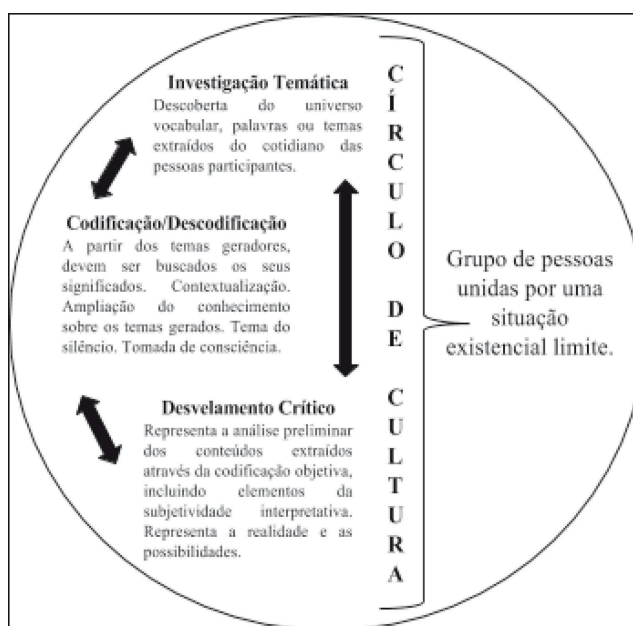 Investigação Temática
Descoberta do universo
vocabular, palavras ou temas
extraídos do cotidiano das
pessoas participantes.
Codificação/Descodificação
A partir dos temas geradores,
devem ser buscados os seus
significados. Contextualização.
Ampliação do conhecimento
sobre os temas gerados. Tema do
silêncio. Tomada de consciência.
Desvelamento Crítico
Representa a análise preliminar
dos conteúdos extraídos
através da codificação objetiva,
incluindo elementos da
subjetividade interpretativa.
Representa a realidade e as
possibilidades.
CÍRCULO DE CULTURA
Grupo de pessoas
unidas por uma
situação
existencial limite.